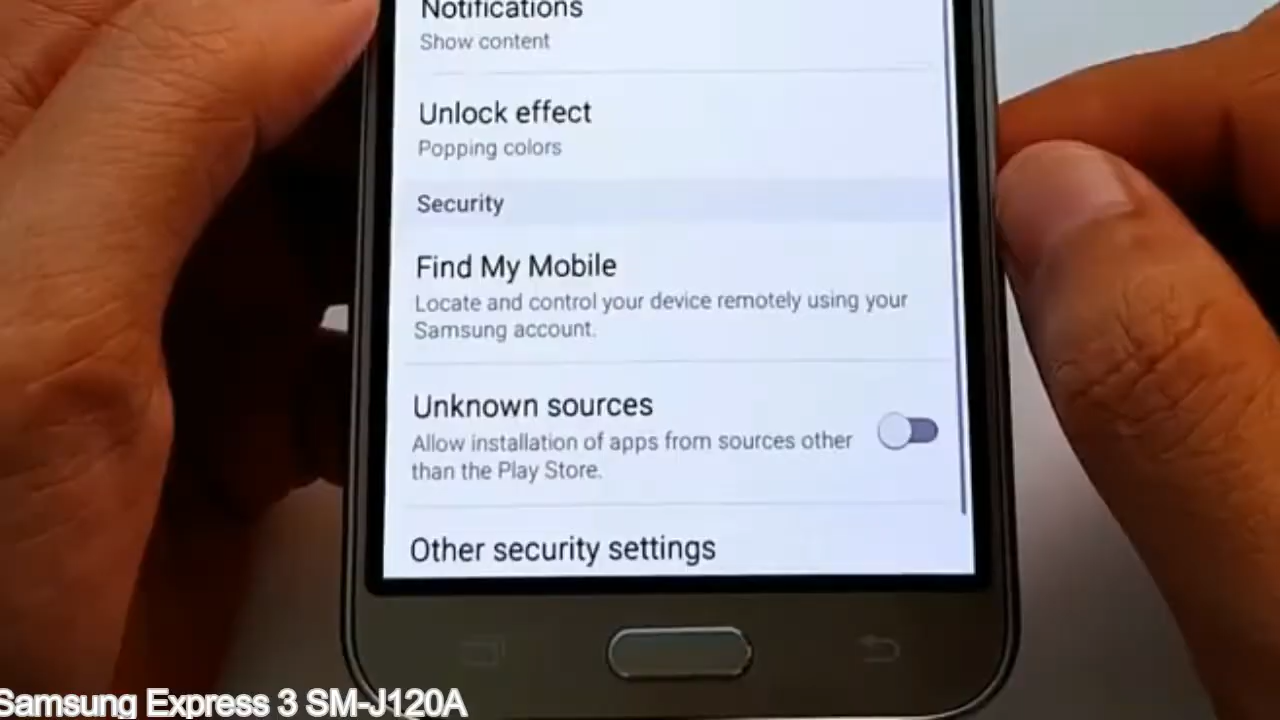 Notifications
Show content
Unlock effect
Popping colors
Security
Find My Mobile
Locate and control your device remotely using your
Samsung account.
Unknown sources
Allow installation of apps from sources other
than the Play Store.
Other security settings
Samsung Express 3 SM-J120A